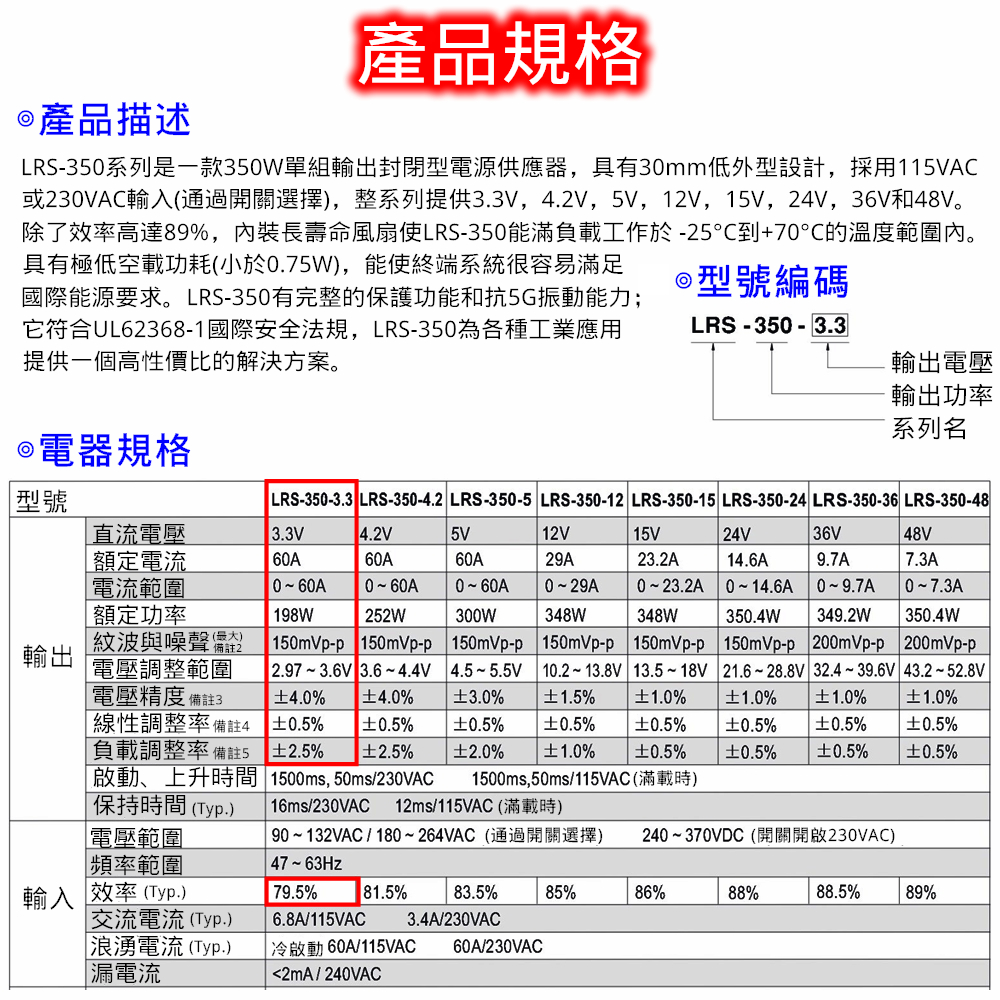 產品規格
◎產品描述
LRS-350系列是一款350W單組輸出封閉型電源供應器，具有30mm低外型設計，採用115VAC
或230VAC輸入(通過開關選擇)，整系列提供3.3V，4.2V，5V，12V，15V，24V，36V和48V。
除了效率高達89%，內裝長壽命風扇使LRS-350能滿負載工作於 -25°C到+70°C的溫度範圍內。
具有極低空載功耗(小於0.75W)，能使終端系統很容易滿足
國際能源要求。LRS-350有完整的保護功能和抗5G振動能力；
它符合UL62368-1國際安全法規，LRS-350為各種工業應用
提供一個高性價比的解決方案。
◎型號編碼
LRS - 350 - 3.3
輸出電壓
輸出功率
系列名
◎電器規格
型號 LRS-350-3.3 LRS-350-4.2 LRS-350-5 LRS-350-12 LRS-350-15 LRS-350-24 LRS-350-36 LRS-350-48
輸出
直流電壓 3.3V 4.2V 5V 12V 15V 24V 36V 48V
額定電流 60A 60A 60A 29A 23.2A 14.6A 9.7A 7.3A
電流範圍 0~60A 0~60A 0~60A 0~29A 0~23.2A 0~14.6A 0~9.7A 0~7.3A
額定功率 198W 252W 300W 348W 348W 350.4W 349.2W 350.4W
紋波與噪聲 (最大) 備註2 150mVp-p 150mVp-p 150mVp-p 150mVp-p 150mVp-p 150mVp-p 200mVp-p 200mVp-p
電壓調整範圍 2.97~3.6V 3.6~4.4V 4.5~5.5V 10.2~13.8V 13.5~18V 21.6~28.8V 32.4~39.6V 43.2~52.8V
電壓精度 備註3 ±4.0% ±4.0% ±3.0% ±1.5% ±1.0% ±1.0% ±1.0% ±1.0%
線性調整率 備註4 ±0.5% ±0.5% ±0.5% ±0.5% ±0.5% ±0.5% ±0.5% ±0.5%
負載調整率 備註5 ±2.5% ±2.5% ±2.0% ±1.0% ±0.5% ±0.5% ±0.5% ±0.5%
啟動、上升時間 1500ms, 50ms/230VAC 1500ms,50ms/115VAC (滿載時)
保持時間 (Typ.) 16ms/230VAC 12ms/115VAC (滿載時)
輸入
電壓範圍 90~132VAC / 180~264VAC (通過開關選擇) 240~370VDC (開關開啟230VAC)
頻率範圍 47~63Hz
效率 (Typ.) 79.5% 81.5% 83.5% 85% 86% 88% 88.5% 89%
交流電流 (Typ.) 6.8A/115VAC 3.4A/230VAC
浪湧電流 (Typ.) 冷啟動 60A/115VAC 60A/230VAC
漏電流 <2mA / 240VAC